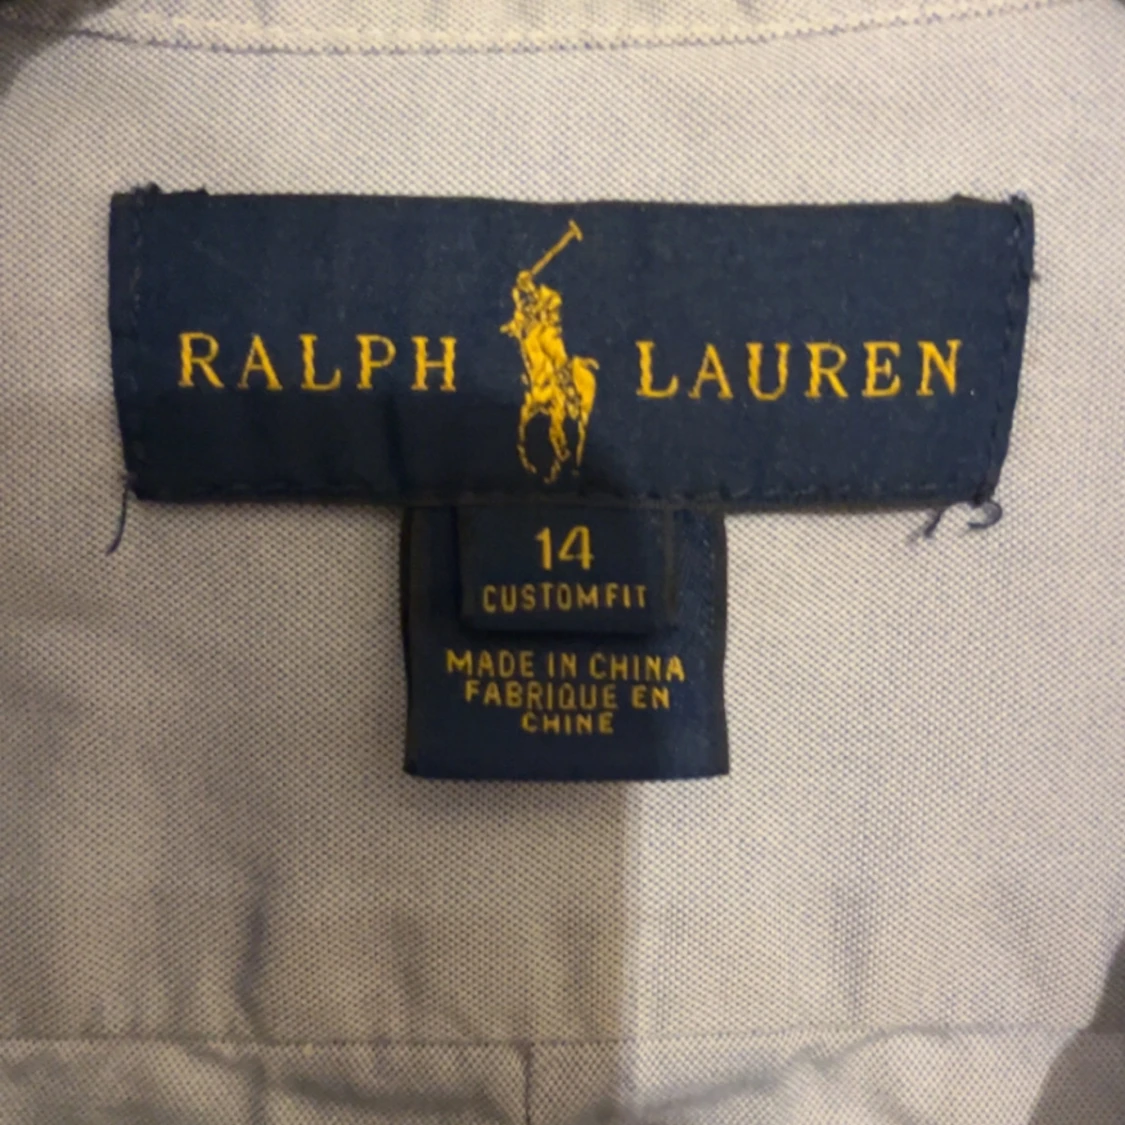 RALPH LAUREN
14
CUSTOM FIT
MADE IN CHINA
FABRIQUE EN
CHINE